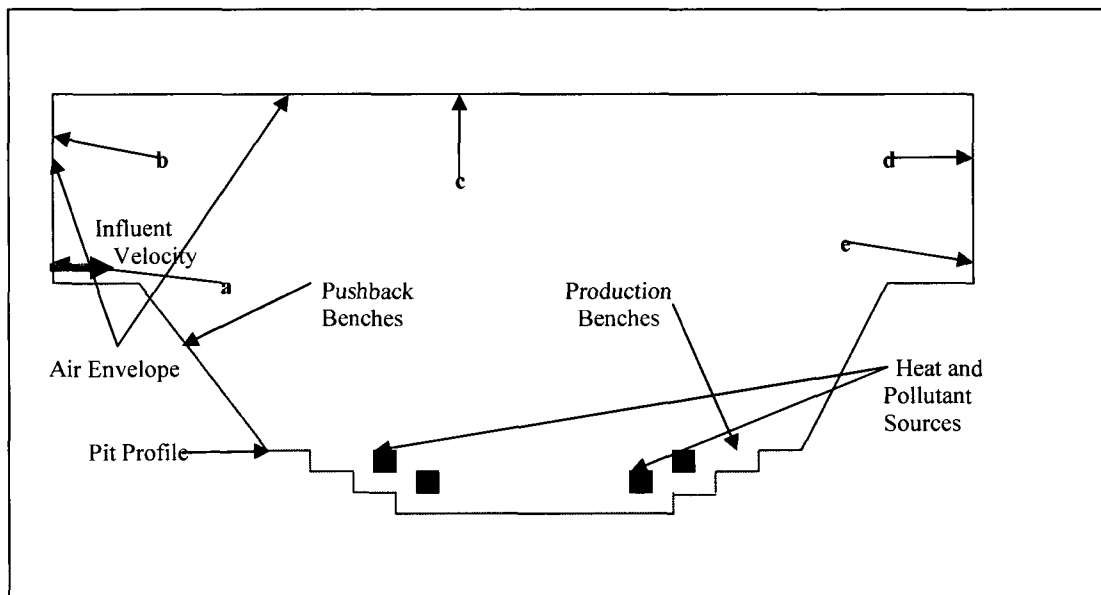 b
d
c
Influent
Velocity
e
a
Pushback
Benches
Production
Benches
Air Envelope
Heat and
Pollutant
Sources
Pit Profile